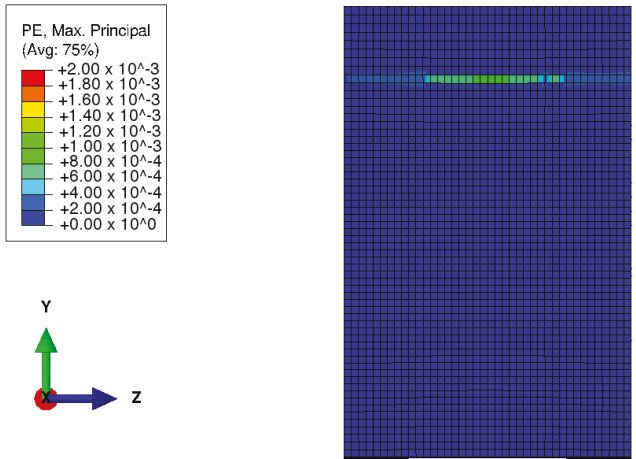 PE, Max. Principal
(Avg: 75%)
+2.00 x 10^-3
+1.80 x 10^-3
+1.60 x 10^-3
+1.40 x 10^-3
+1.20 x 10^-3
+1.00 x 10^-3
+8.00 x 10^-4
+6.00 x 10^-4
+4.00 x 10^-4
+2.00 x 10^-4
+0.00 x 10^0
Y
X
Z